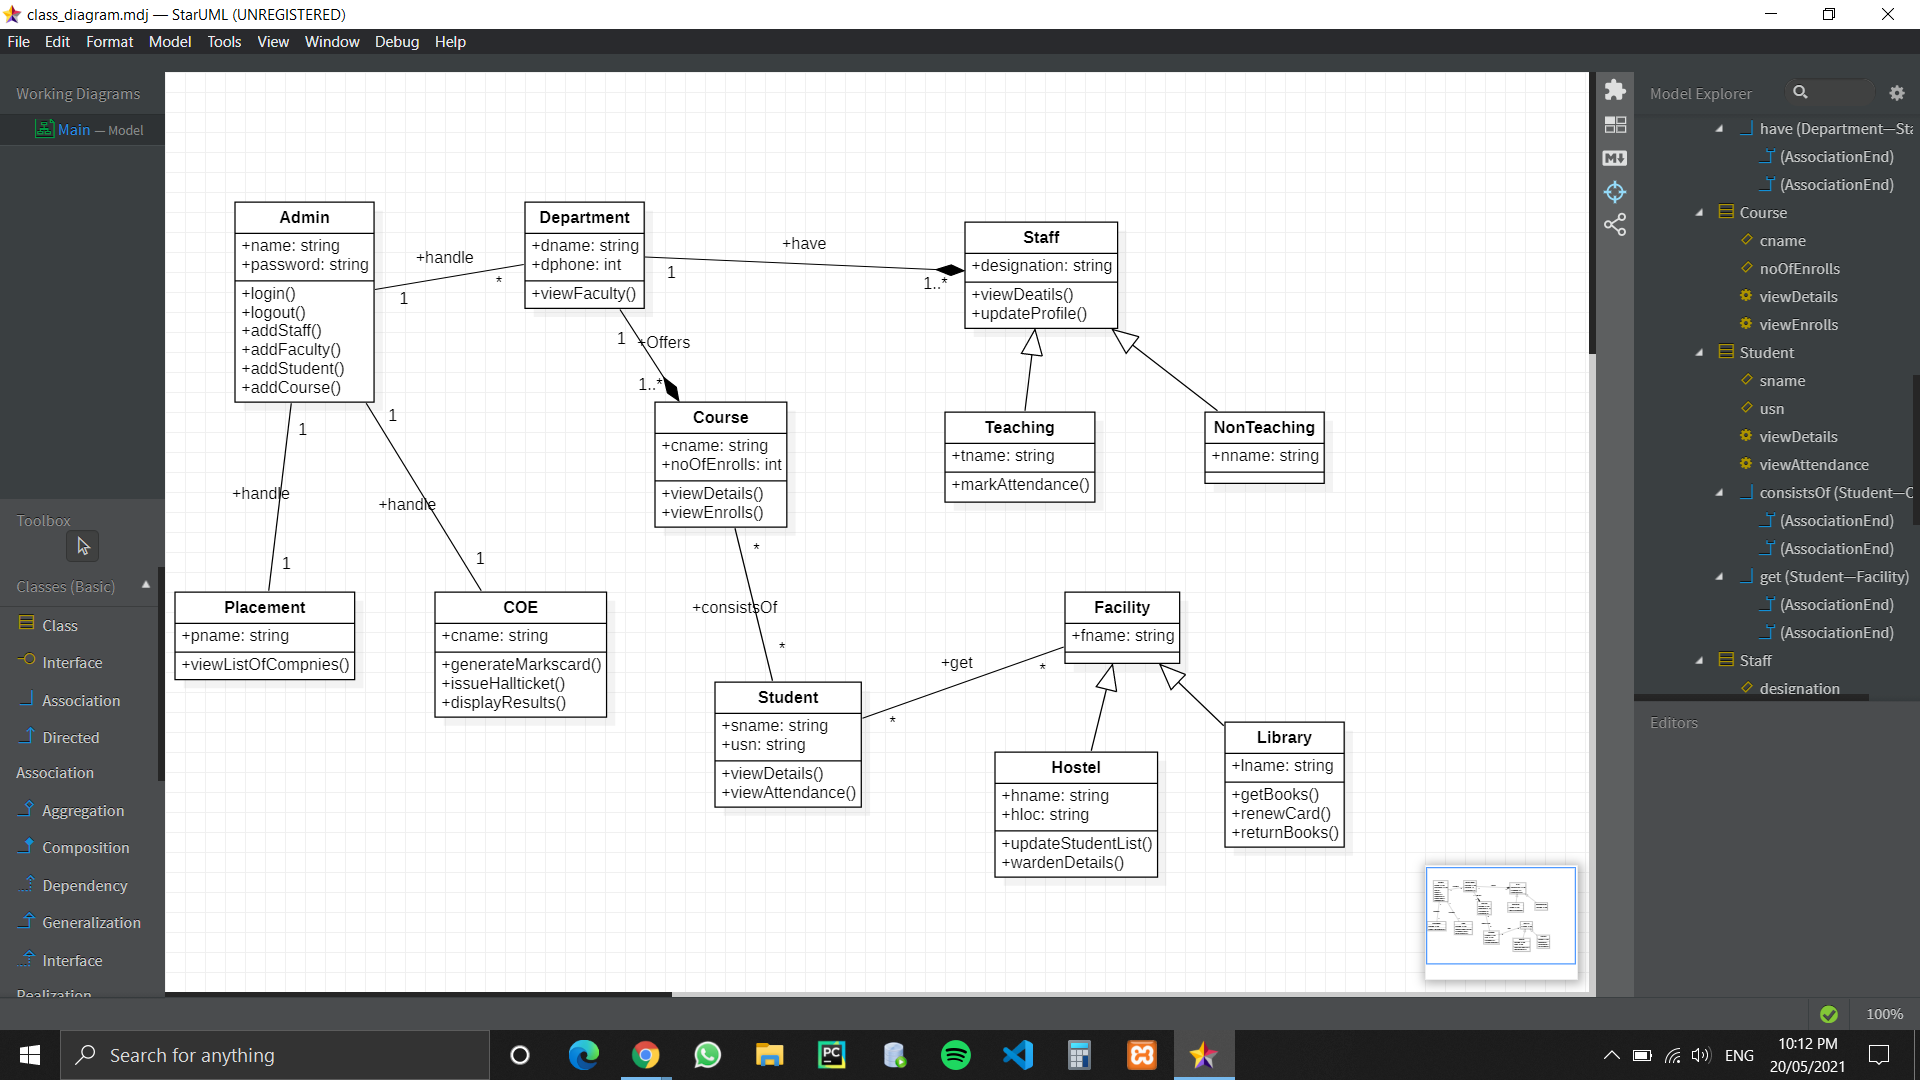 class_diagram.mdj — StarUML (UNREGISTERED)
File Edit Format Model Tools View Window Debug Help
Working Diagrams
Main — Model
Toolbox
Classes (Basic)
Class
Interface
Association
Directed
Association
Aggregation
Composition
Dependency
Generalization
Interface
Realization
Admin
+name: string
+password: string
+login()
+logout()
+addStaff()
+addFaculty()
+addStudent()
+addCourse()
+handle
1
*
Department
+dname: string
+dphone: int
+viewFaculty()
+have
1
1..*
Staff
+designation: string
+viewDeatils()
+updateProfile()
1
+Offers
1..*
Course
+cname: string
+noOfEnrolls: int
+viewDetails()
+viewEnrolls()
Teaching
+tname: string
+markAttendance()
NonTeaching
+nname: string
1
+handle
1
1
+handle
1
Placement
+pname: string
+viewListOfCompnies()
COE
+cname: string
+generateMarkscard()
+issueHallticket()
+displayResults()
*
+consistsOf
*
Student
+sname: string
+usn: string
+viewDetails()
+viewAttendance()
+get
*
*
Facility
+fname: string
Hostel
+hname: string
+hloc: string
+updateStudentList()
+wardenDetails()
Library
+lname: string
+getBooks()
+renewCard()
+returnBooks()
Model Explorer
have (Department—Sta
(AssociationEnd)
(AssociationEnd)
Course
cname
noOfEnrolls
viewDetails
viewEnrolls
Student
sname
usn
viewDetails
viewAttendance
consistsOf (Student—C
(AssociationEnd)
(AssociationEnd)
get (Student—Facility)
(AssociationEnd)
(AssociationEnd)
Staff
designation
Editors
100%
Search for anything
ENG
10:12 PM
20/05/2021